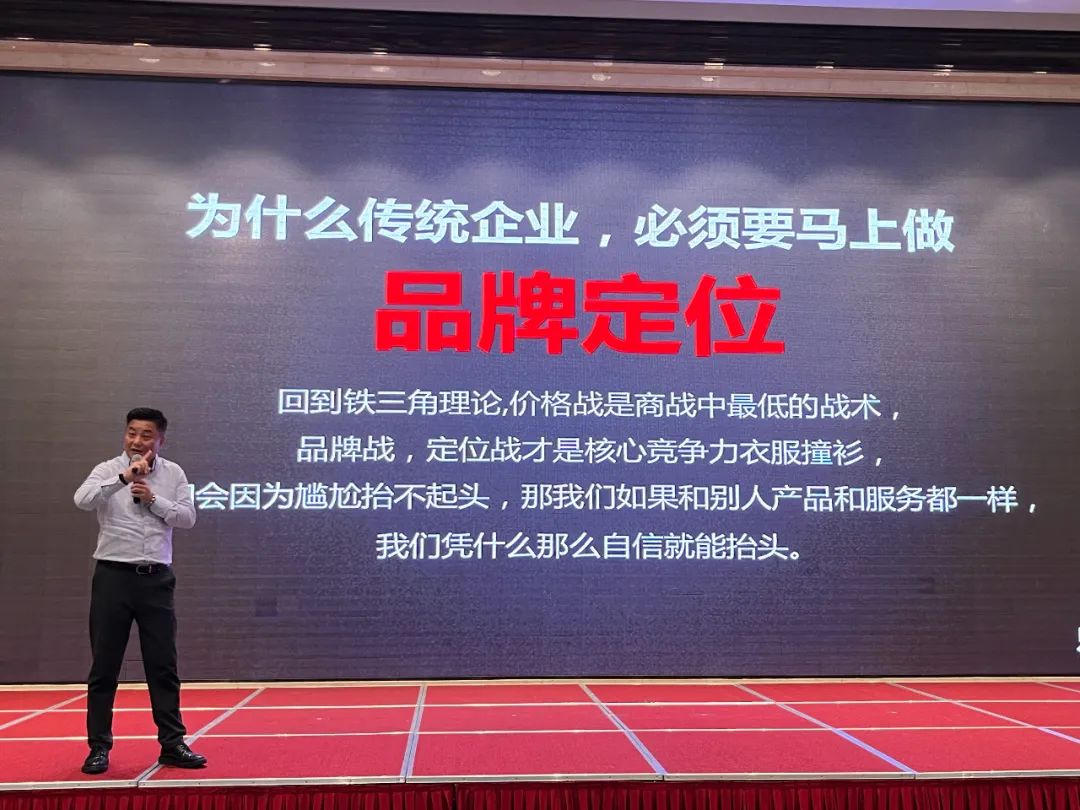 为什么传统企业，必须要马上做
品牌定位
回到铁三角理论,价格战是商战中最低的战术，
品牌战，定位战才是核心竞争力衣服撞衫，
会因为尴尬抬不起头，那我们如果和别人产品和服务都一样，
我们凭什么那么自信就能抬头。